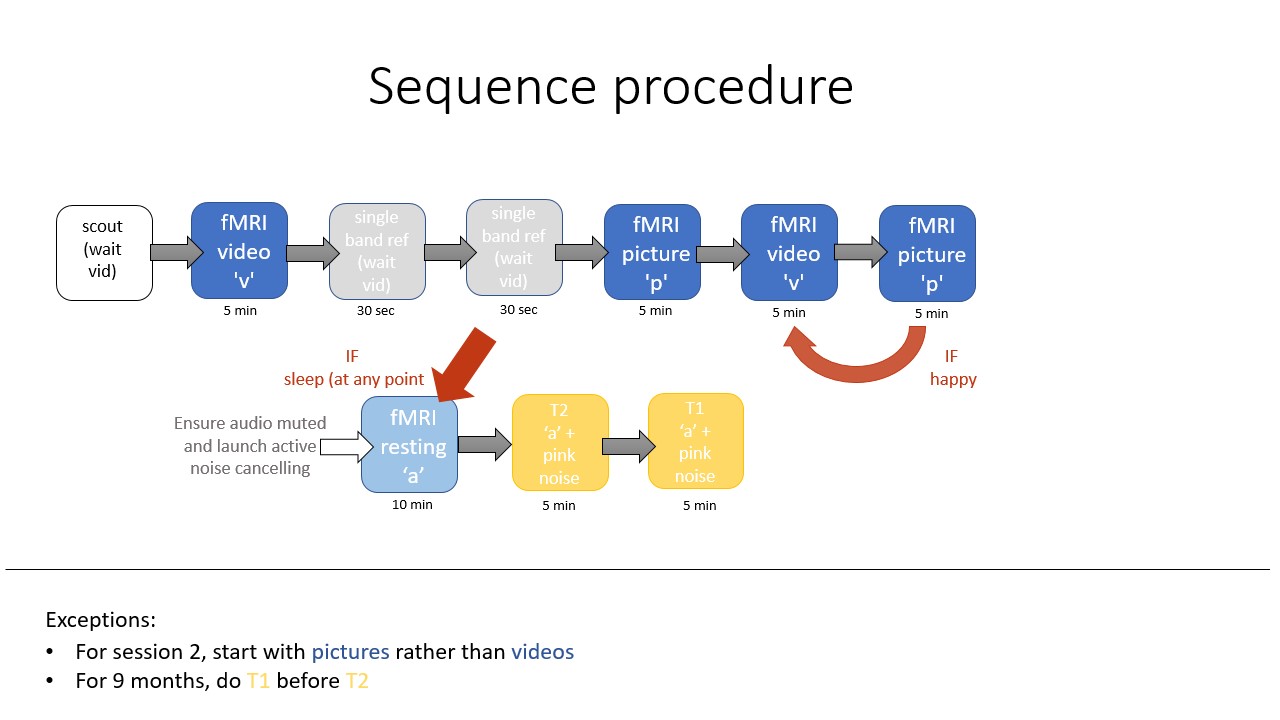 Sequence procedure
scout
(wait
vid)
fMRI
video
'v'
5 min
single
band ref
(wait
vid)
30 sec
single
band ref
(wait
vid)
30 sec
fMRI
picture
'p'
5 min
fMRI
video
'v'
5 min
fMRI
picture
'p'
5 min
IF
sleep (at any point
IF
happy
Ensure audio muted
and launch active
noise cancelling
fMRI
resting
‘a’
10 min
T2
‘a’ +
pink
noise
5 min
T1
‘a’ +
pink
noise
5 min
Exceptions:
• For session 2, start with pictures rather than videos
• For 9 months, do T1 before T2